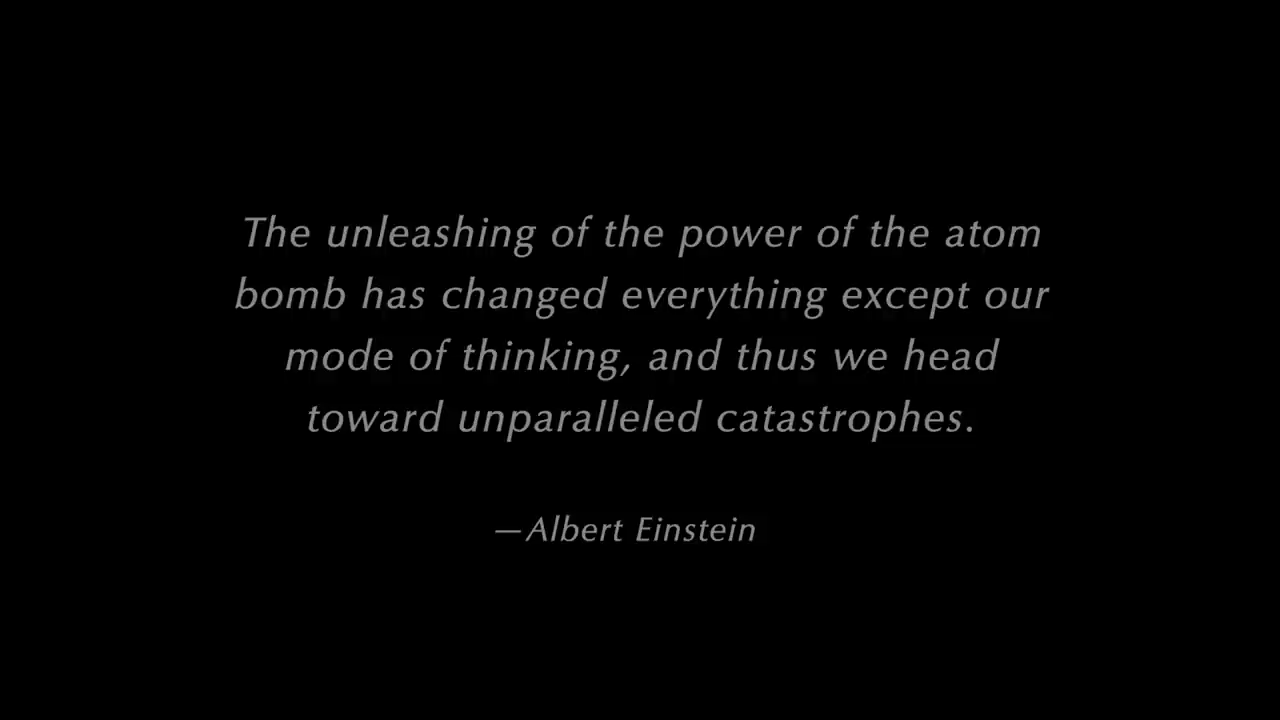 The unleashing of the power of the atom
bomb has changed everything except our
mode of thinking, and thus we head
toward unparalleled catastrophes.
—Albert Einstein